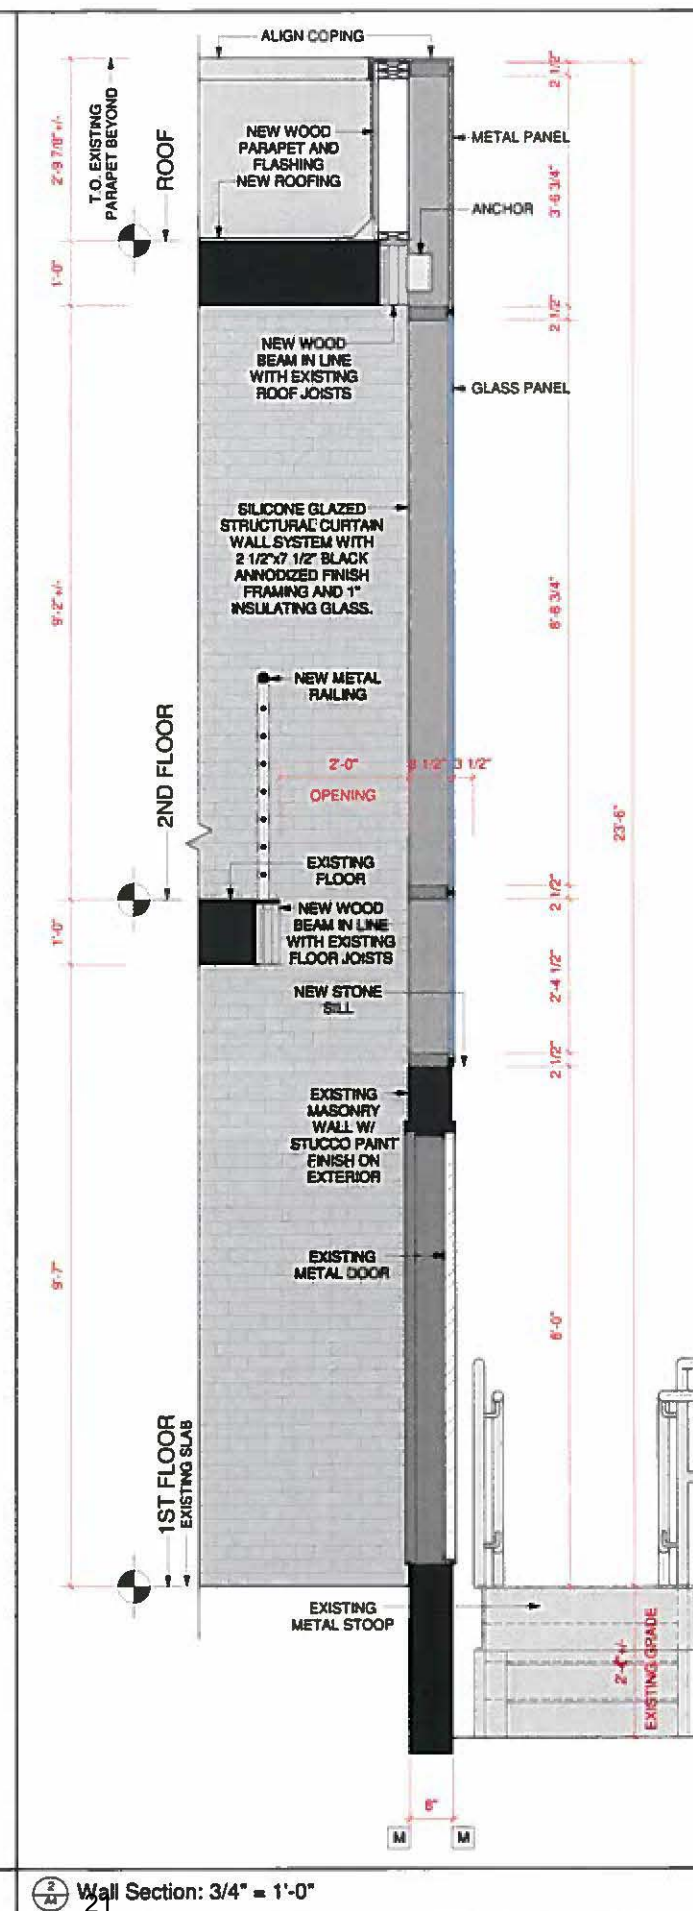 ALIGN COPING
T.O. EXISTING
PARAPET BEYOND
ROOF
2'-9 7/8" +/-
1'-0"
9'-2" +/-
1'-0"
9'-7"
NEW WOOD
PARAPET AND
FLASHING
NEW ROOFING
METAL PANEL
ANCHOR
2 1/2"
3'-6 3/4"
2 1/2"
NEW WOOD
BEAM IN LINE
WITH EXISTING
ROOF JOISTS
GLASS PANEL
SILICONE GLAZED
STRUCTURAL CURTAIN
WALL SYSTEM WITH
2 1/2"x7 1/2" BLACK
ANNODIZED FINISH
FRAMING AND 1"
INSULATING GLASS.
8'-8 3/4"
NEW METAL
RAILING
2ND FLOOR
2'-0"
OPENING
8 1/2"
3 1/2"
23'-6"
EXISTING
FLOOR
NEW WOOD
BEAM IN LINE
WITH EXISTING
FLOOR JOISTS
2 1/2"
2'-4 1/2"
2 1/2"
NEW STONE
SILL
EXISTING
MASONRY
WALL W/
STUCCO PAINT
FINISH ON
EXTERIOR
EXISTING
METAL DOOR
1ST FLOOR
EXISTING SLAB
EXISTING
METAL STOOP
EXISTING GRADE
M
M
2
A4
Wall Section: 3/4" = 1'-0"
21